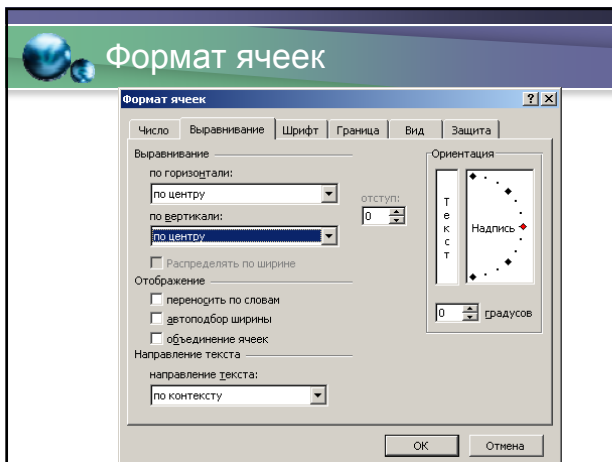 Формат ячеек
Формат ячеек
Число Выравнивание Шрифт Граница Вид Защита
Выравнивание
по горизонтали:
по центру
отступ:
0
по вертикали:
по центру
Распределять по ширине
Отображение
переносить по словам
автоподбор ширины
объединение ячеек
Направление текста
направление текста:
по контексту
Ориентация
Текст
Надпись
0 градусов
ОК Отмена